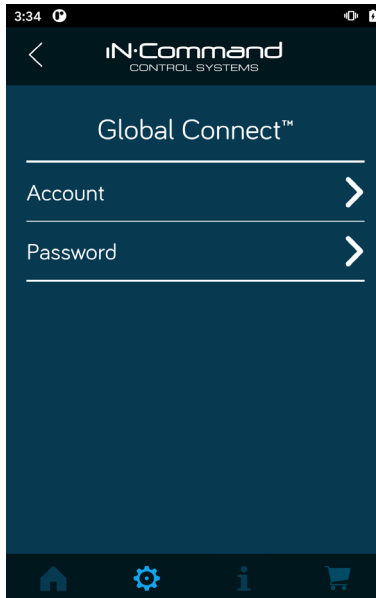 3:34
iN·Command
CONTROL SYSTEMS
Global Connect™
Account
Password